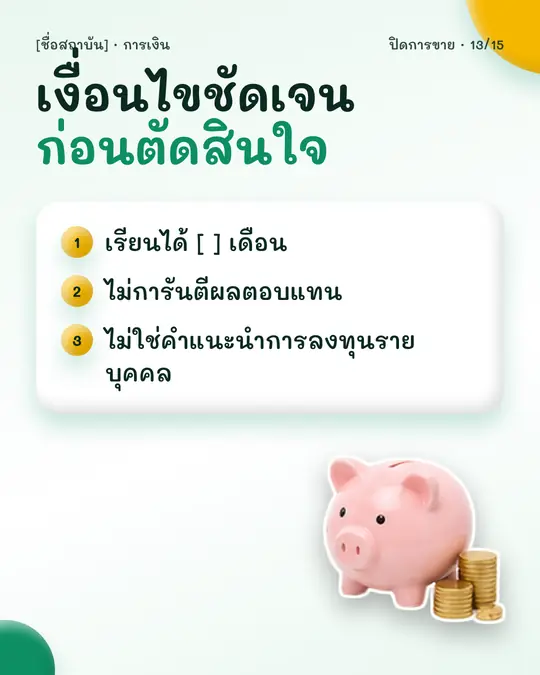 [ชื่อสถาบัน] · การเงิน
ปิดการขาย · 13/15
เงื่อนไขชัดเจน
ก่อนตัดสินใจ
1 เรียนได้ [ ] เดือน
2 ไม่การันตีผลตอบแทน
3 ไม่ใช่คำแนะนำการลงทุนราย
บุคคล